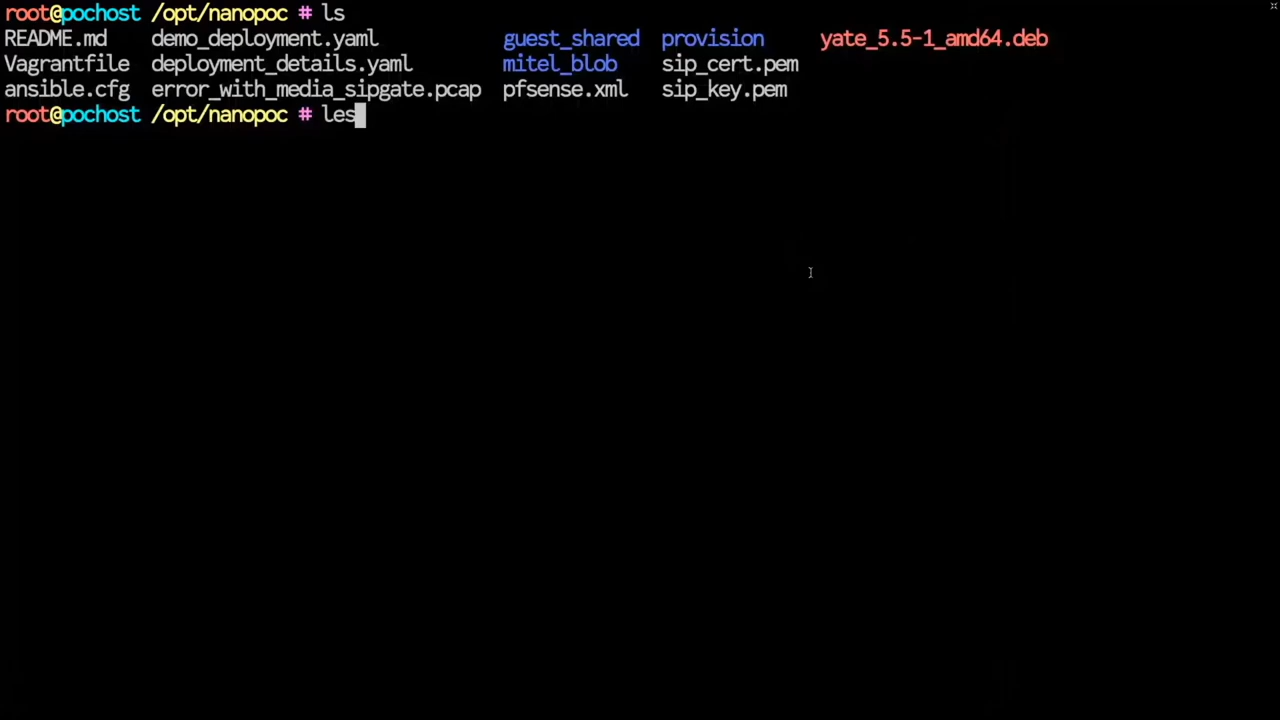 root@pochost /opt/nanopoc # ls
README.md    demo_deployment.yaml           guest_shared  provision     yate_5.5-1_amd64.deb
Vagrantfile  deployment_details.yaml        mitel_blob    sip_cert.pem
ansible.cfg  error_with_media_sipgate.pcap  pfsense.xml   sip_key.pem
root@pochost /opt/nanopoc # les